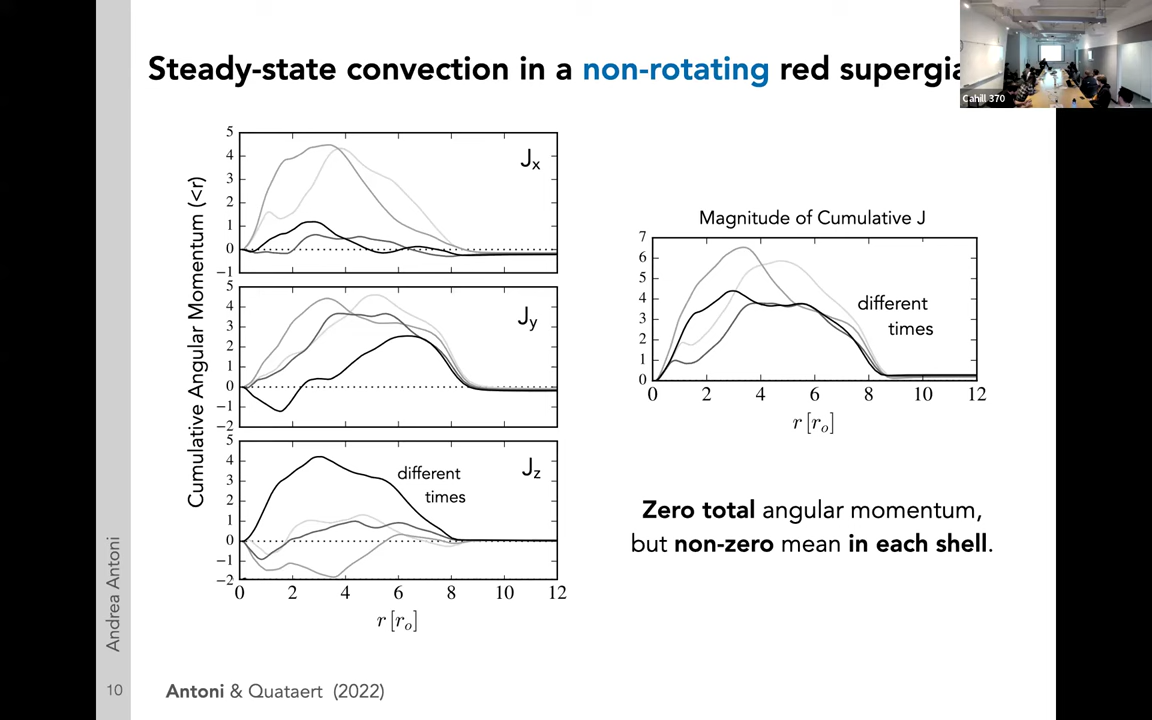 Steady-state convection in a non-rotating red supergia
Cahill 370
Cumulative Angular Momentum (<r)
5
4
3
2
1
0
−1
Jx
5
4
3
2
1
0
−1
−2
Jy
5
4
3
2
1
0
−1
−2
Jz
different
times
0 2 4 6 8 10 12
r [ro]
Magnitude of Cumulative J
7
6
5
4
3
2
1
0
different
times
0 2 4 6 8 10 12
r [ro]
Zero total angular momentum,
but non-zero mean in each shell.
Andrea Antoni
10
Antoni & Quataert (2022)